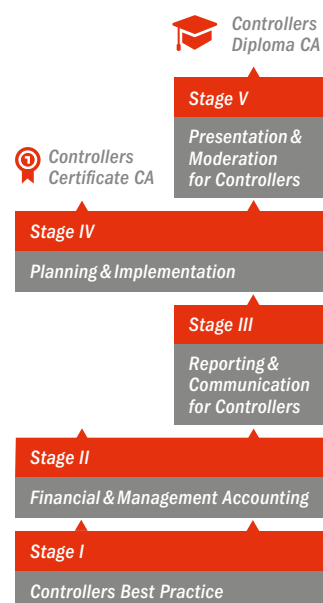 Controllers
Diploma CA
Stage V
Presentation &
Moderation
for Controllers
1
Controllers
Certificate CA
Stage IV
Planning & Implementation
Stage III
Reporting &
Communication
for Controllers
Stage II
Financial & Management Accounting
Stage I
Controllers Best Practice